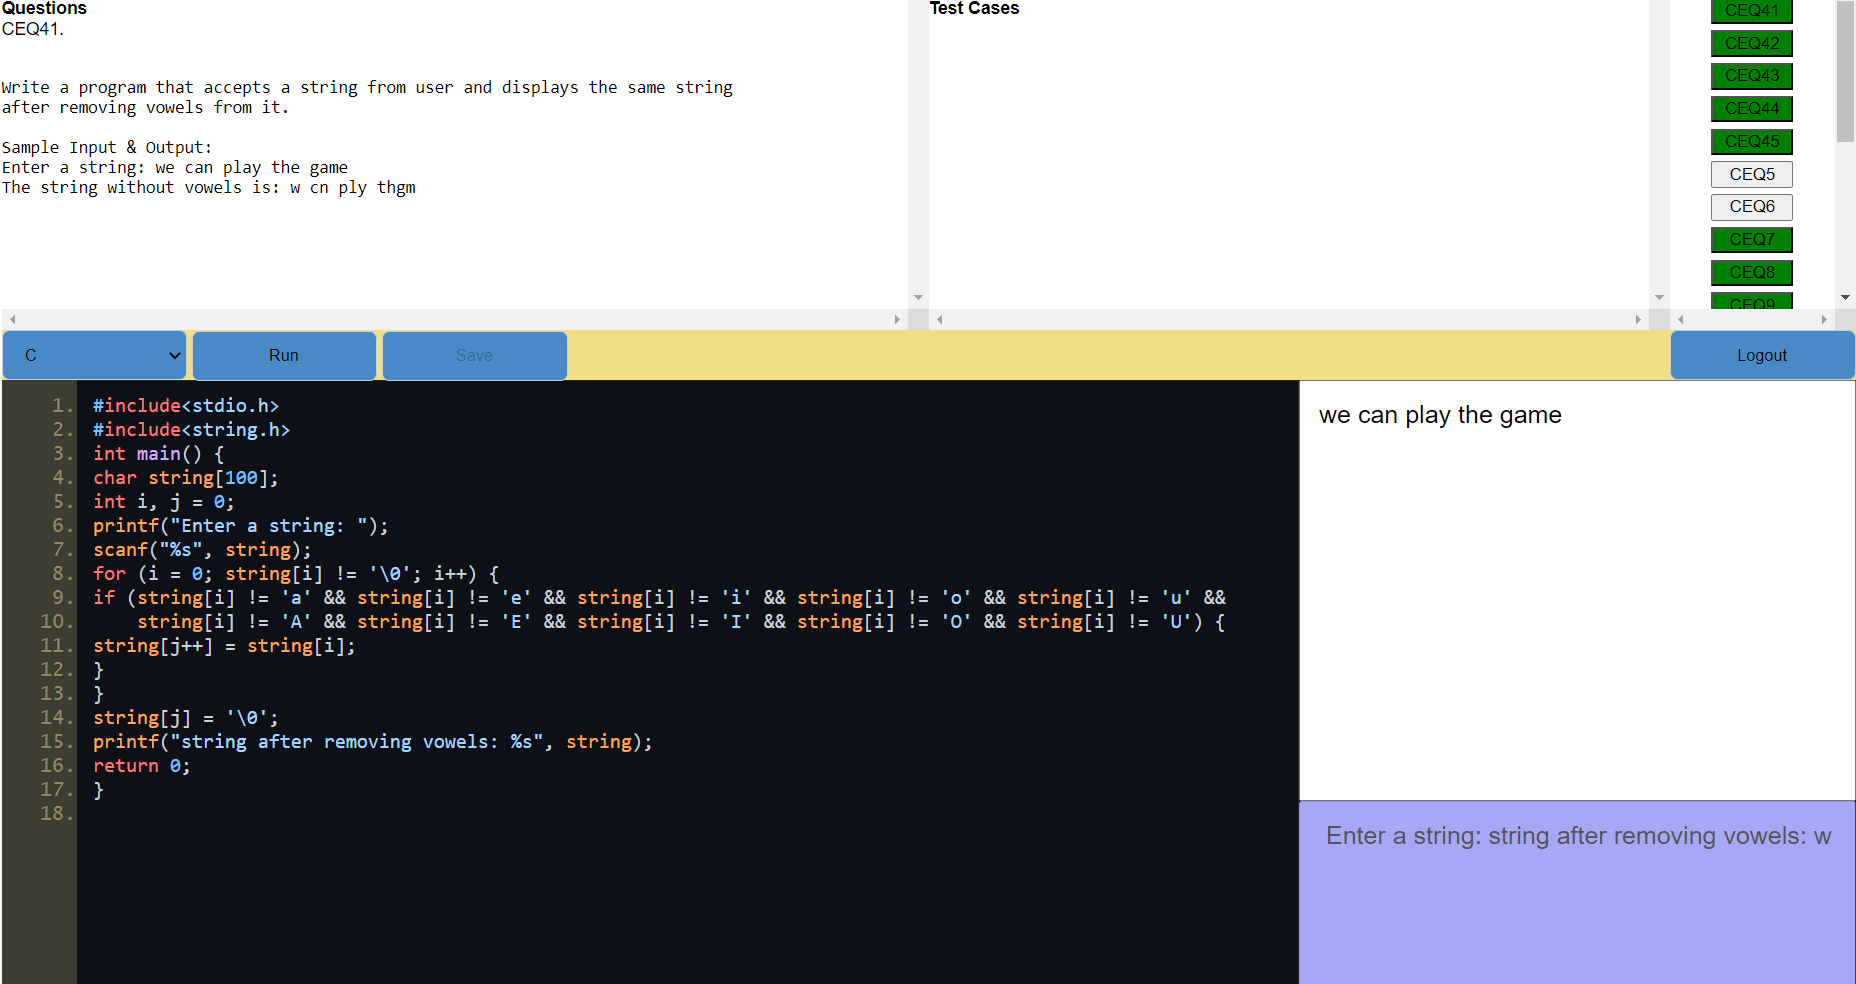 Questions
CEQ41.
Write a program that accepts a string from user and displays the same string
after removing vowels from it.
Sample Input & Output:
Enter a string: we can play the game
The string without vowels is: w cn ply thgm
Test Cases
CEQ41
CEQ42
CEQ43
CEQ44
CEQ45
CEQ5
CEQ6
CEQ7
CEQ8
CEQ9
C
Run
Save
Logout
1. #include<stdio.h>
2. #include<string.h>
3. int main() {
4. char string[100];
5. int i, j = 0;
6. printf("Enter a string: ");
7. scanf("%s", string);
8. for (i = 0; string[i] != '\0'; i++) {
9. if (string[i] != 'a' && string[i] != 'e' && string[i] != 'i' && string[i] != 'o' && string[i] != 'u' &&
10.     string[i] != 'A' && string[i] != 'E' && string[i] != 'I' && string[i] != 'O' && string[i] != 'U') {
11. string[j++] = string[i];
12. }
13. }
14. string[j] = '\0';
15. printf("string after removing vowels: %s", string);
16. return 0;
17. }
18.
we can play the game
Enter a string: string after removing vowels: w